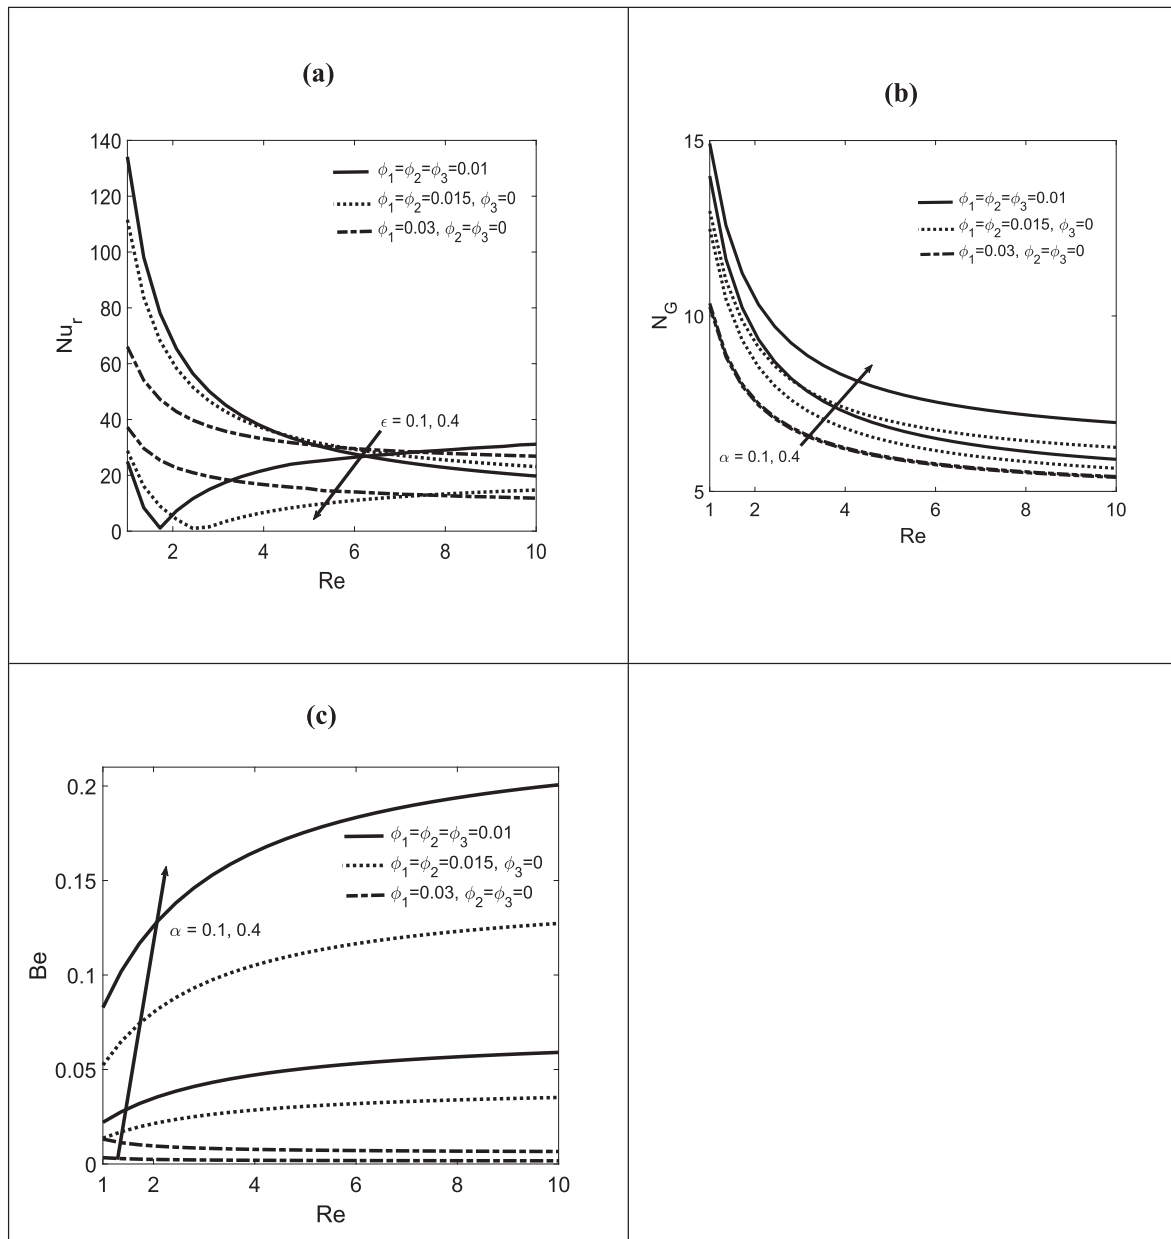 (a)
140
120
100
80
60
40
20
0
2
4
6
8
10
Nu_r
Re
ϕ_1=ϕ_2=ϕ_3=0.01
ϕ_1=ϕ_2=0.015, ϕ_3=0
ϕ_1=0.03, ϕ_2=ϕ_3=0
ϵ = 0.1, 0.4
(b)
15
10
5
1
2
4
6
8
10
N_G
Re
ϕ_1=ϕ_2=ϕ_3=0.01
ϕ_1=ϕ_2=0.015, ϕ_3=0
ϕ_1=0.03, ϕ_2=ϕ_3=0
α = 0.1, 0.4
(c)
0.2
0.15
0.1
0.05
0
1
2
4
6
8
10
Be
Re
ϕ_1=ϕ_2=ϕ_3=0.01
ϕ_1=ϕ_2=0.015, ϕ_3=0
ϕ_1=0.03, ϕ_2=ϕ_3=0
α = 0.1, 0.4